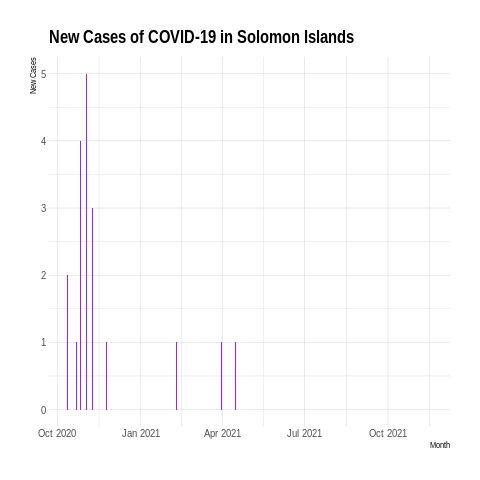 New Cases of COVID-19 in Solomon Islands
New Cases
5
4
3
2
1
0
Oct 2020 Jan 2021 Apr 2021 Jul 2021 Oct 2021
Month